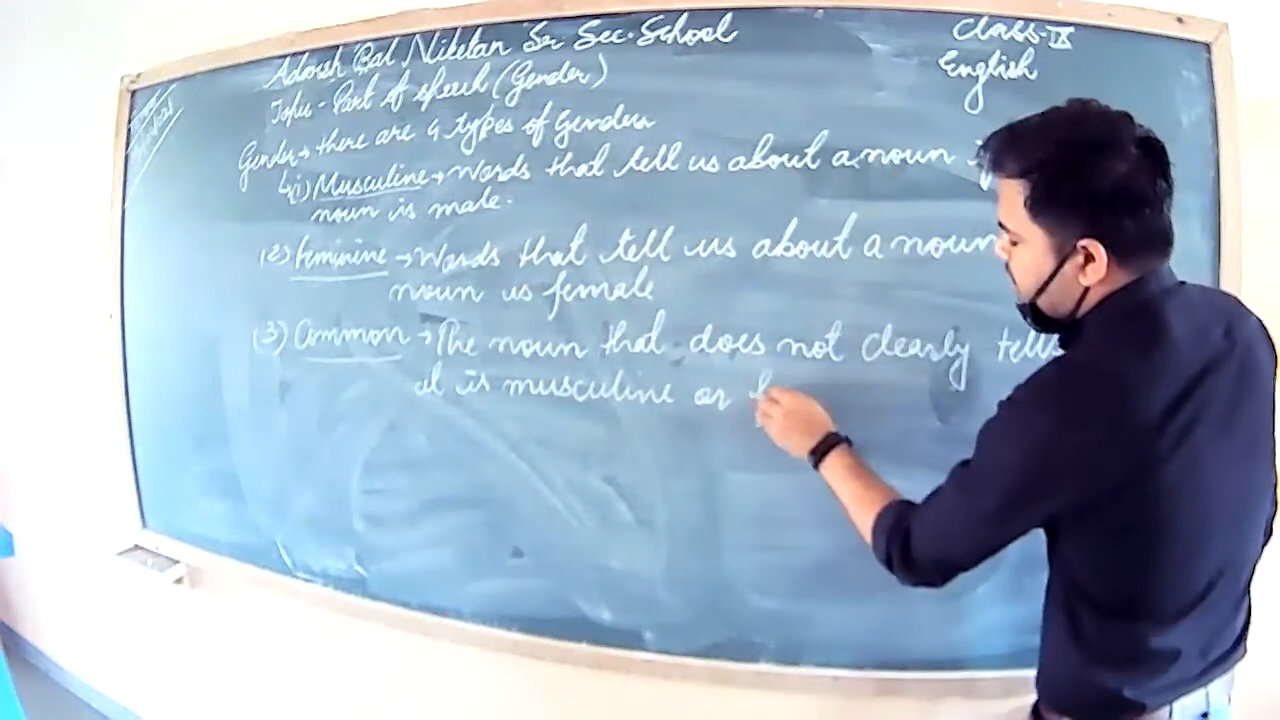 Adarsh Bal Niketan Sr Sec. School
Class-IX
English
Topic - Part of speech (Gender)
Gender → there are 4 types of Genders
(1) Musculine → Words that tell us about a noun
noun is male.
(2) Feminine → Words that tell us about a noun
noun is female
(3) Common → The noun that does not clearly tells
it is musculine or f